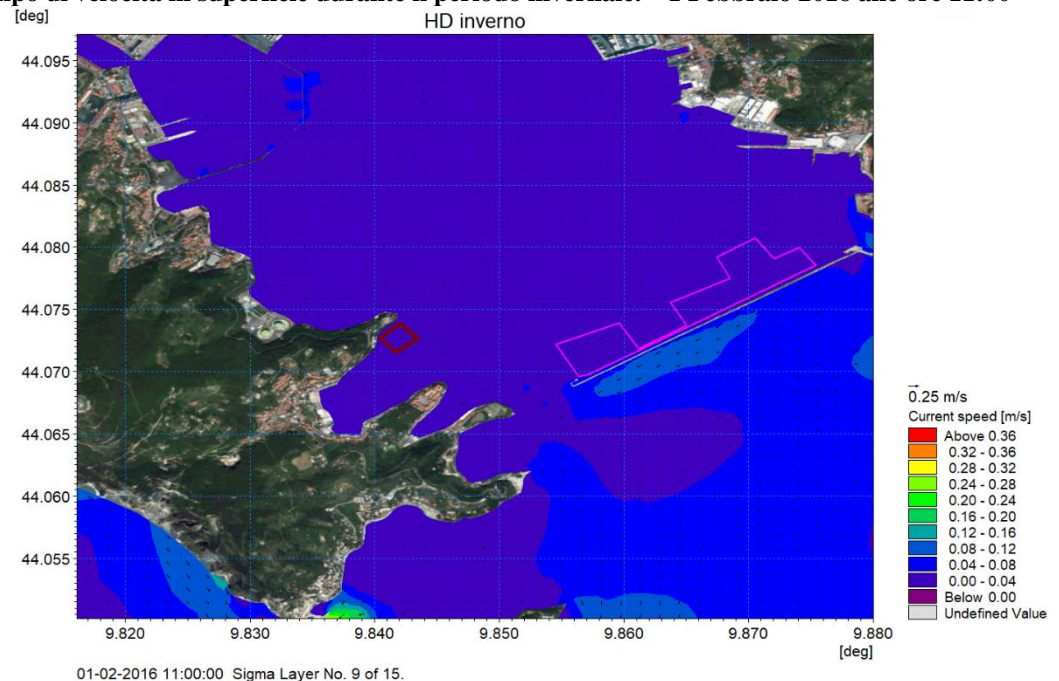 di velocità in superficie durante il periodo invernale. Febbraio 2016 alle ore
[deg]
HD inverno
44.095
44.090
44.085
44.080
44.075
44.070
44.065
44.060
44.055
9.820 9.830 9.840 9.850 9.860 9.870 9.880
[deg]
0.25 m/s
Current speed [m/s]
Above 0.36
0.32 - 0.36
0.28 - 0.32
0.24 - 0.28
0.20 - 0.24
0.16 - 0.20
0.12 - 0.16
0.08 - 0.12
0.04 - 0.08
0.00 - 0.04
Below 0.00
Undefined Value
01-02-2016 11:00:00 Sigma Layer No. 9 of 15.